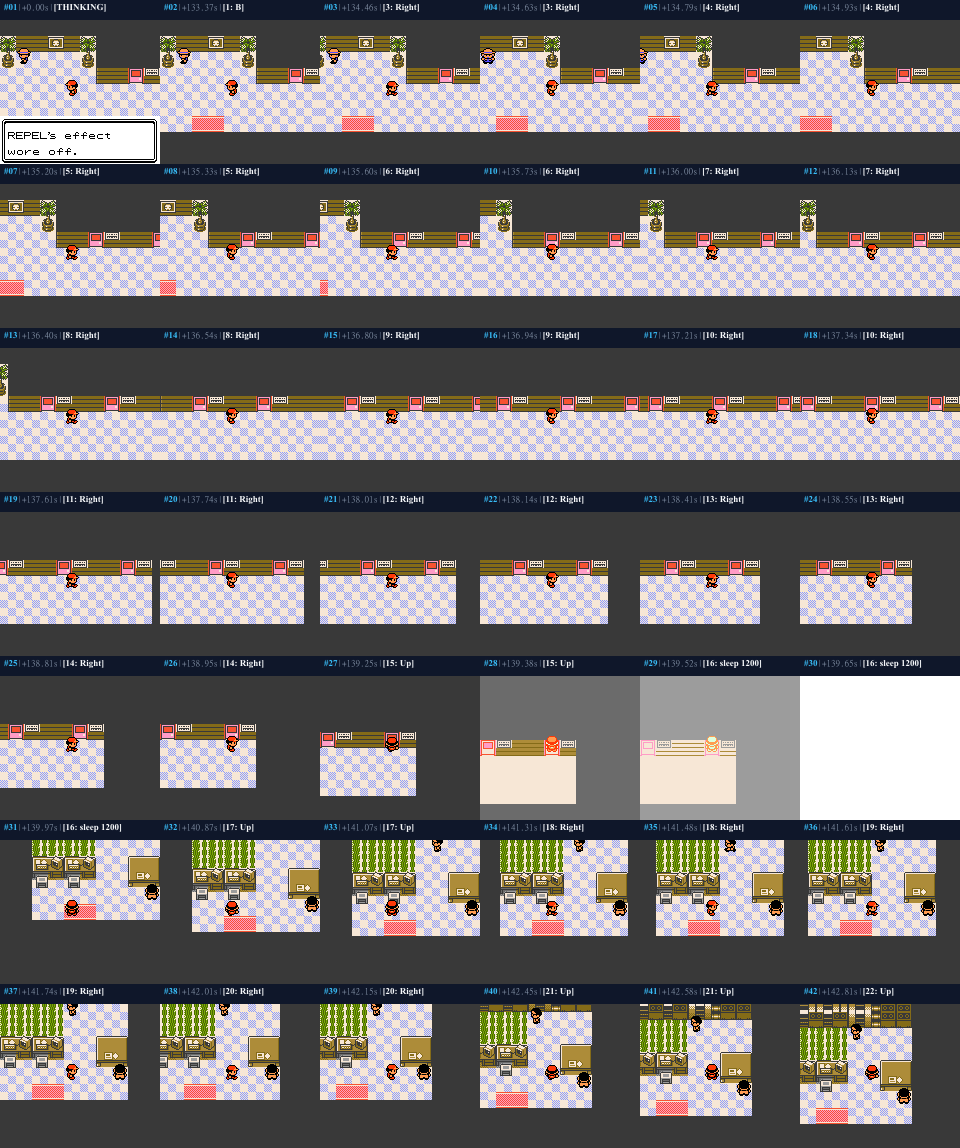 #01 | +0.00s | [THINKING]
#02 | +133.37s | [1: B]
#03 | +134.46s | [3: Right]
#04 | +134.63s | [3: Right]
#05 | +134.79s | [4: Right]
#06 | +134.93s | [4: Right]
REPEL's effect
wore off.
#07 | +135.20s | [5: Right]
#08 | +135.33s | [5: Right]
#09 | +135.60s | [6: Right]
#10 | +135.73s | [6: Right]
#11 | +136.00s | [7: Right]
#12 | +136.13s | [7: Right]
#13 | +136.40s | [8: Right]
#14 | +136.54s | [8: Right]
#15 | +136.80s | [9: Right]
#16 | +136.94s | [9: Right]
#17 | +137.21s | [10: Right]
#18 | +137.34s | [10: Right]
#19 | +137.61s | [11: Right]
#20 | +137.74s | [11: Right]
#21 | +138.01s | [12: Right]
#22 | +138.14s | [12: Right]
#23 | +138.41s | [13: Right]
#24 | +138.55s | [13: Right]
#25 | +138.81s | [14: Right]
#26 | +138.95s | [14: Right]
#27 | +139.25s | [15: Up]
#28 | +139.38s | [15: Up]
#29 | +139.52s | [16: sleep 1200]
#30 | +139.65s | [16: sleep 1200]
#31 | +139.97s | [16: sleep 1200]
#32 | +140.87s | [17: Up]
#33 | +141.07s | [17: Up]
#34 | +141.31s | [18: Right]
#35 | +141.48s | [18: Right]
#36 | +141.61s | [19: Right]
#37 | +141.74s | [19: Right]
#38 | +142.01s | [20: Right]
#39 | +142.15s | [20: Right]
#40 | +142.45s | [21: Up]
#41 | +142.58s | [21: Up]
#42 | +142.81s | [22: Up]